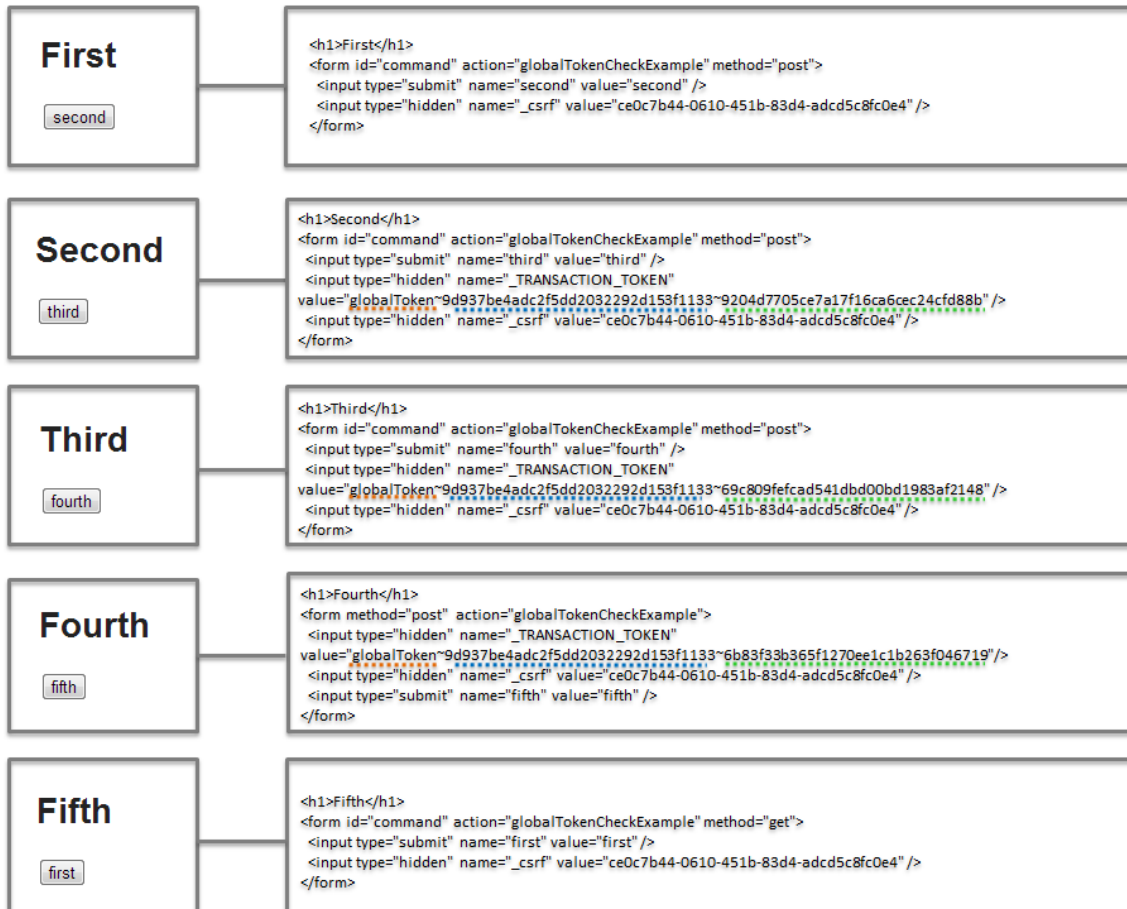 First
second
<h1>First</h1>
<form id="command" action="globalTokenCheckExample" method="post">
<input type="submit" name="second" value="second" />
<input type="hidden" name="_csrf" value="ce0c7b44-0610-451b-83d4-adcd5c8fc0e4" />
</form>
Second
third
<h1>Second</h1>
<form id="command" action="globalTokenCheckExample" method="post">
<input type="submit" name="third" value="third" />
<input type="hidden" name="_TRANSACTION_TOKEN"
value="globalToken~9d937be4adc2f5dd2032292d153f1133~9204d7705ce7a17f16ca6cec24cfd88b" />
<input type="hidden" name="_csrf" value="ce0c7b44-0610-451b-83d4-adcd5c8fc0e4" />
</form>
Third
fourth
<h1>Third</h1>
<form id="command" action="globalTokenCheckExample" method="post">
<input type="submit" name="fourth" value="fourth" />
<input type="hidden" name="_TRANSACTION_TOKEN"
value="globalToken~9d937be4adc2f5dd2032292d153f1133~69c809fefcad541dbd00bd1983af2148" />
<input type="hidden" name="_csrf" value="ce0c7b44-0610-451b-83d4-adcd5c8fc0e4" />
</form>
Fourth
fifth
<h1>Fourth</h1>
<form method="post" action="globalTokenCheckExample">
<input type="hidden" name="_TRANSACTION_TOKEN"
value="globalToken~9d937be4adc2f5dd2032292d153f1133~6b83f33b365f1270ee1c1b263f046719"/>
<input type="hidden" name="_csrf" value="ce0c7b44-0610-451b-83d4-adcd5c8fc0e4" />
<input type="submit" name="fifth" value="fifth" />
</form>
Fifth
first
<h1>Fifth</h1>
<form id="command" action="globalTokenCheckExample" method="get">
<input type="submit" name="first" value="first" />
<input type="hidden" name="_csrf" value="ce0c7b44-0610-451b-83d4-adcd5c8fc0e4" />
</form>